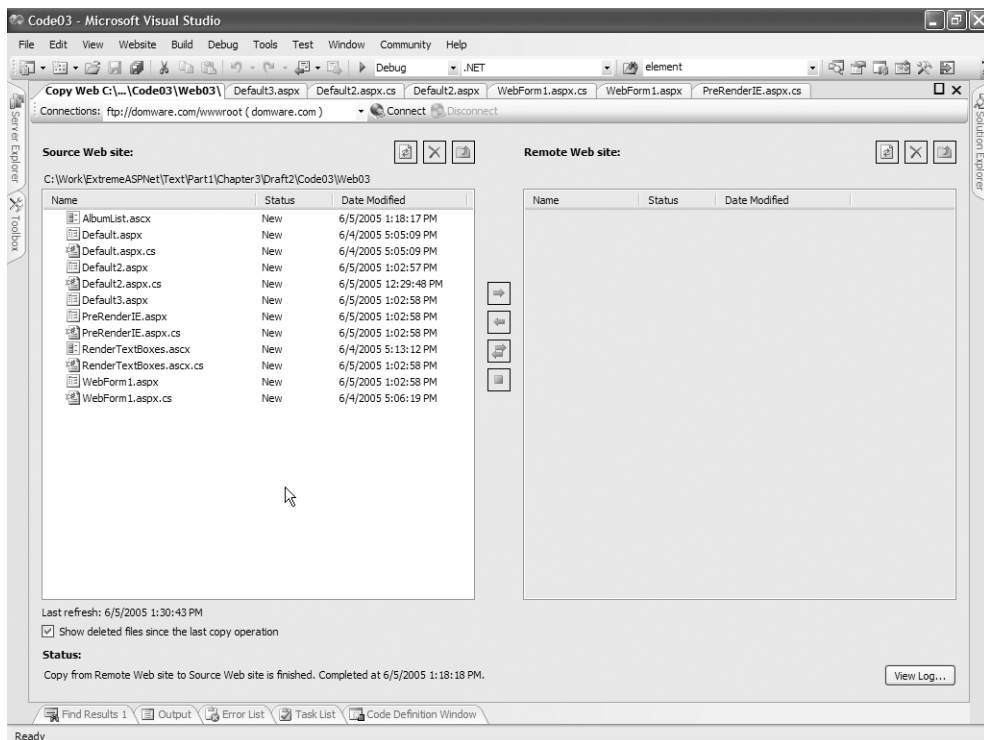 Code03 - Microsoft Visual Studio
File Edit View Website Build Debug Tools Test Window Community Help
Debug .NET element
Copy Web C:\...\Code03\Web03\ Default3.aspx Default2.aspx.cs Default2.aspx WebForm1.aspx.cs WebForm1.aspx PreRenderIE.aspx.cs
Connections: ftp://domware.com/wwwroot ( domware.com ) Connect Disconnect
Server Explorer
Toolbox
Solution Explorer
Source Web site:
C:\Work\ExtremeASPNet\Text\Part1\Chapter3\Draft2\Code03\Web03
Name Status Date Modified
AlbumList.ascx New 6/5/2005 1:18:17 PM
Default.aspx New 6/4/2005 5:05:09 PM
Default.aspx.cs New 6/4/2005 5:05:09 PM
Default2.aspx New 6/5/2005 1:02:57 PM
Default2.aspx.cs New 6/5/2005 12:29:48 PM
Default3.aspx New 6/5/2005 1:02:58 PM
PreRenderIE.aspx New 6/5/2005 1:02:58 PM
PreRenderIE.aspx.cs New 6/5/2005 1:02:58 PM
RenderTextBoxes.ascx New 6/4/2005 5:13:12 PM
RenderTextBoxes.ascx.cs New 6/5/2005 1:02:58 PM
WebForm1.aspx New 6/5/2005 1:02:58 PM
WebForm1.aspx.cs New 6/4/2005 5:06:19 PM
Remote Web site:
Name Status Date Modified
Last refresh: 6/5/2005 1:30:43 PM
Show deleted files since the last copy operation
Status:
Copy from Remote Web site to Source Web site is finished. Completed at 6/5/2005 1:18:18 PM.
View Log...
Find Results 1 Output Error List Task List Code Definition Window
Ready